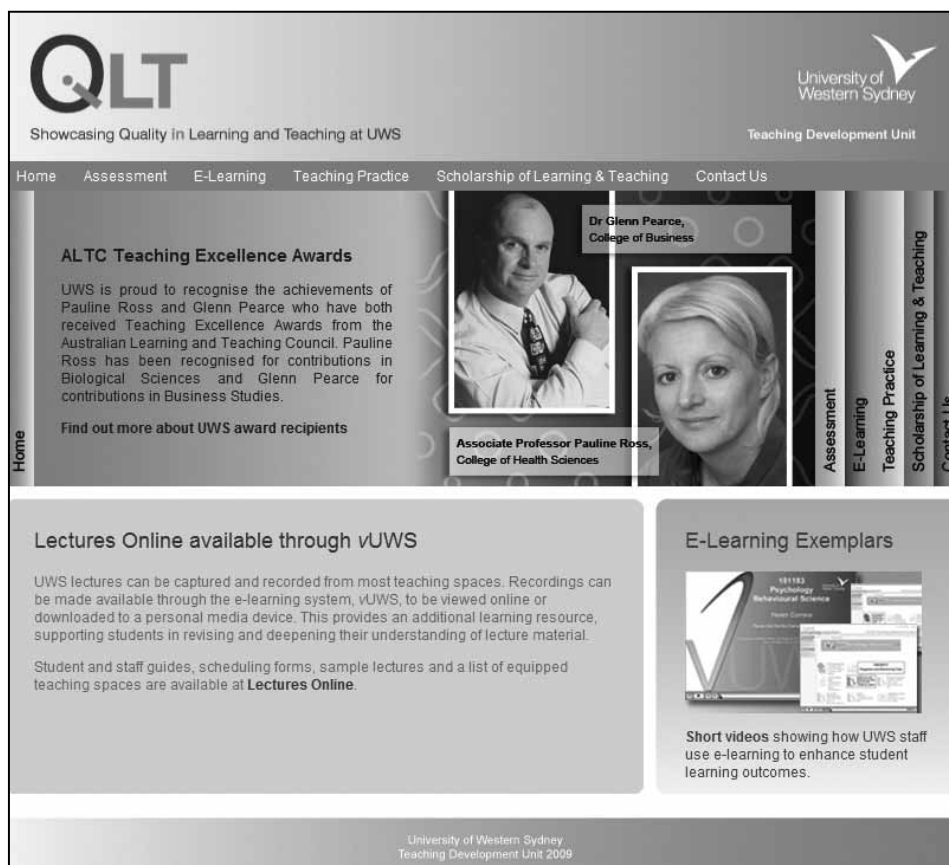 QLT
Showcasing Quality in Learning and Teaching at UWS
University of
Western Sydney
Teaching Development Unit
Home Assessment E-Learning Teaching Practice Scholarship of Learning & Teaching Contact Us
Home
ALTC Teaching Excellence Awards
UWS is proud to recognise the achievements of
Pauline Ross and Glenn Pearce who have both
received Teaching Excellence Awards from the
Australian Learning and Teaching Council. Pauline
Ross has been recognised for contributions in
Biological Sciences and Glenn Pearce for
contributions in Business Studies.
Find out more about UWS award recipients
Dr Glenn Pearce,
College of Business
Associate Professor Pauline Ross,
College of Health Sciences
Assessment
E-Learning
Teaching Practice
Scholarship of Learning & Teaching
Contact Us
Lectures Online available through vUWS
UWS lectures can be captured and recorded from most teaching spaces. Recordings can
be made available through the e-learning system, vUWS, to be viewed online or
downloaded to a personal media device. This provides an additional learning resource,
supporting students in revising and deepening their understanding of lecture material.
Student and staff guides, scheduling forms, sample lectures and a list of equipped
teaching spaces are available at Lectures Online.
E-Learning Exemplars
101183
Psychology
Behavioural Science
vUW
Short videos showing how UWS staff
use e-learning to enhance student
learning outcomes.
University of Western Sydney
Teaching Development Unit 2009